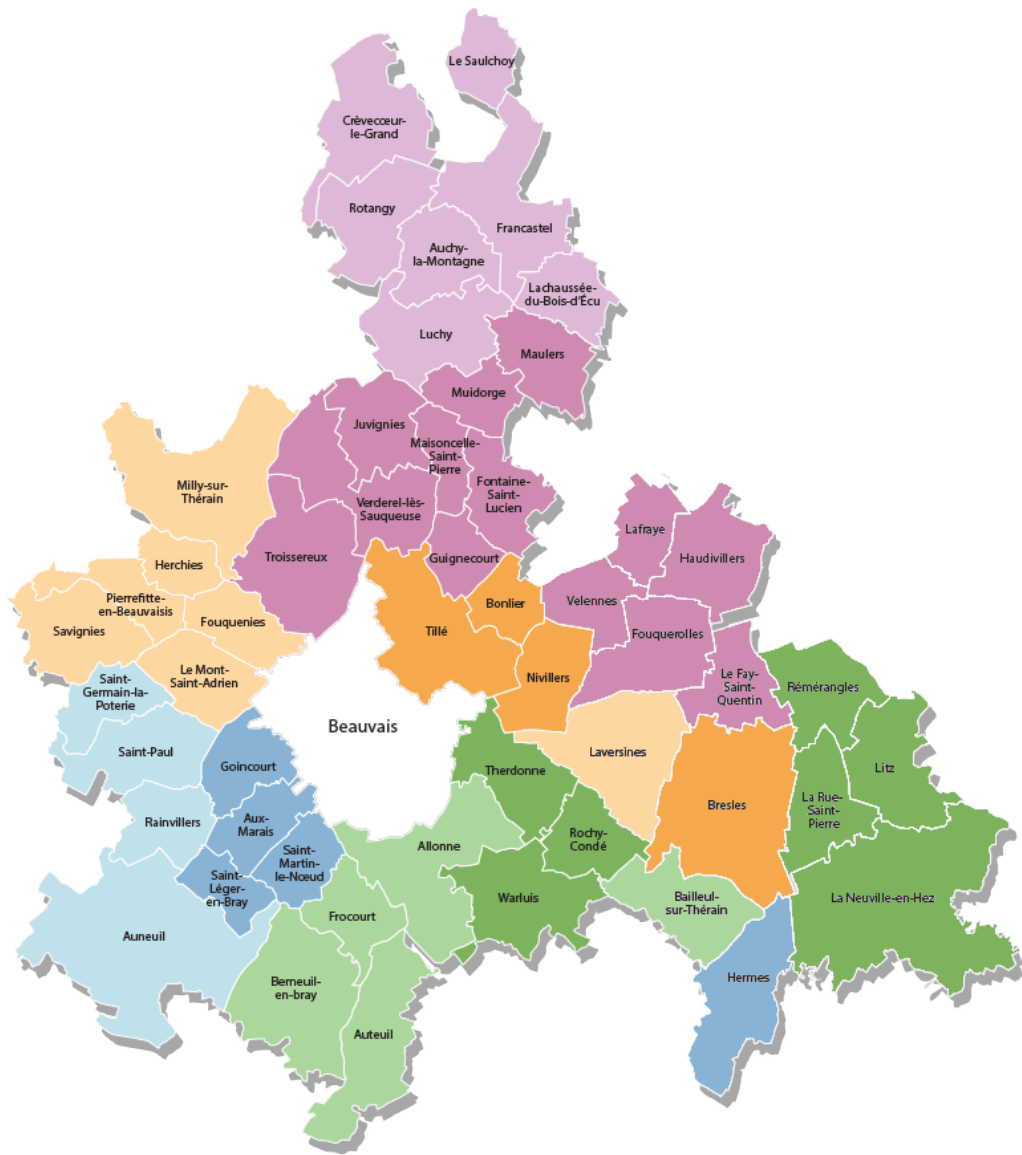 Le Saulchoy
Crèvecœur-
le-Grand
Rotangy
Francastel
Auchy-
la-Montagne
Lachaussée-
du-Bois-d'Écu
Luchy
Maulers
Muidorge
Juvignies
Maisoncelle-
Saint-
Pierre
Milly-sur-
Thérain
Fontaine-
Saint-
Lucien
Verderel-lès-
Sauqueuse
Lafraye
Troissereux
Guignecourt
Haudivillers
Herchies
Pierrefitte-
en-Beauvaisis
Bonlier
Velennes
Savignies
Fouquenies
Tillé
Fouquerolles
Le Mont-
Saint-Adrien
Nivillers
Le Fay-
Saint-
Quentin
Rémérangles
Saint-
Germain-la-
Poterie
Beauvais
Saint-Paul
Goincourt
Therdonne
Laversines
Litz
Rainvillers
Aux-
Marais
Bresles
La Rue-
Saint-
Pierre
Saint-
Martin-
le-Nœud
Allonne
Rochy-
Condé
Saint-
Léger-
en-Bray
Warluis
Bailleul-
sur-Thérain
La Neuville-en-Hez
Auneuil
Frocourt
Berneuil-
en-bray
Hermes
Auteuil